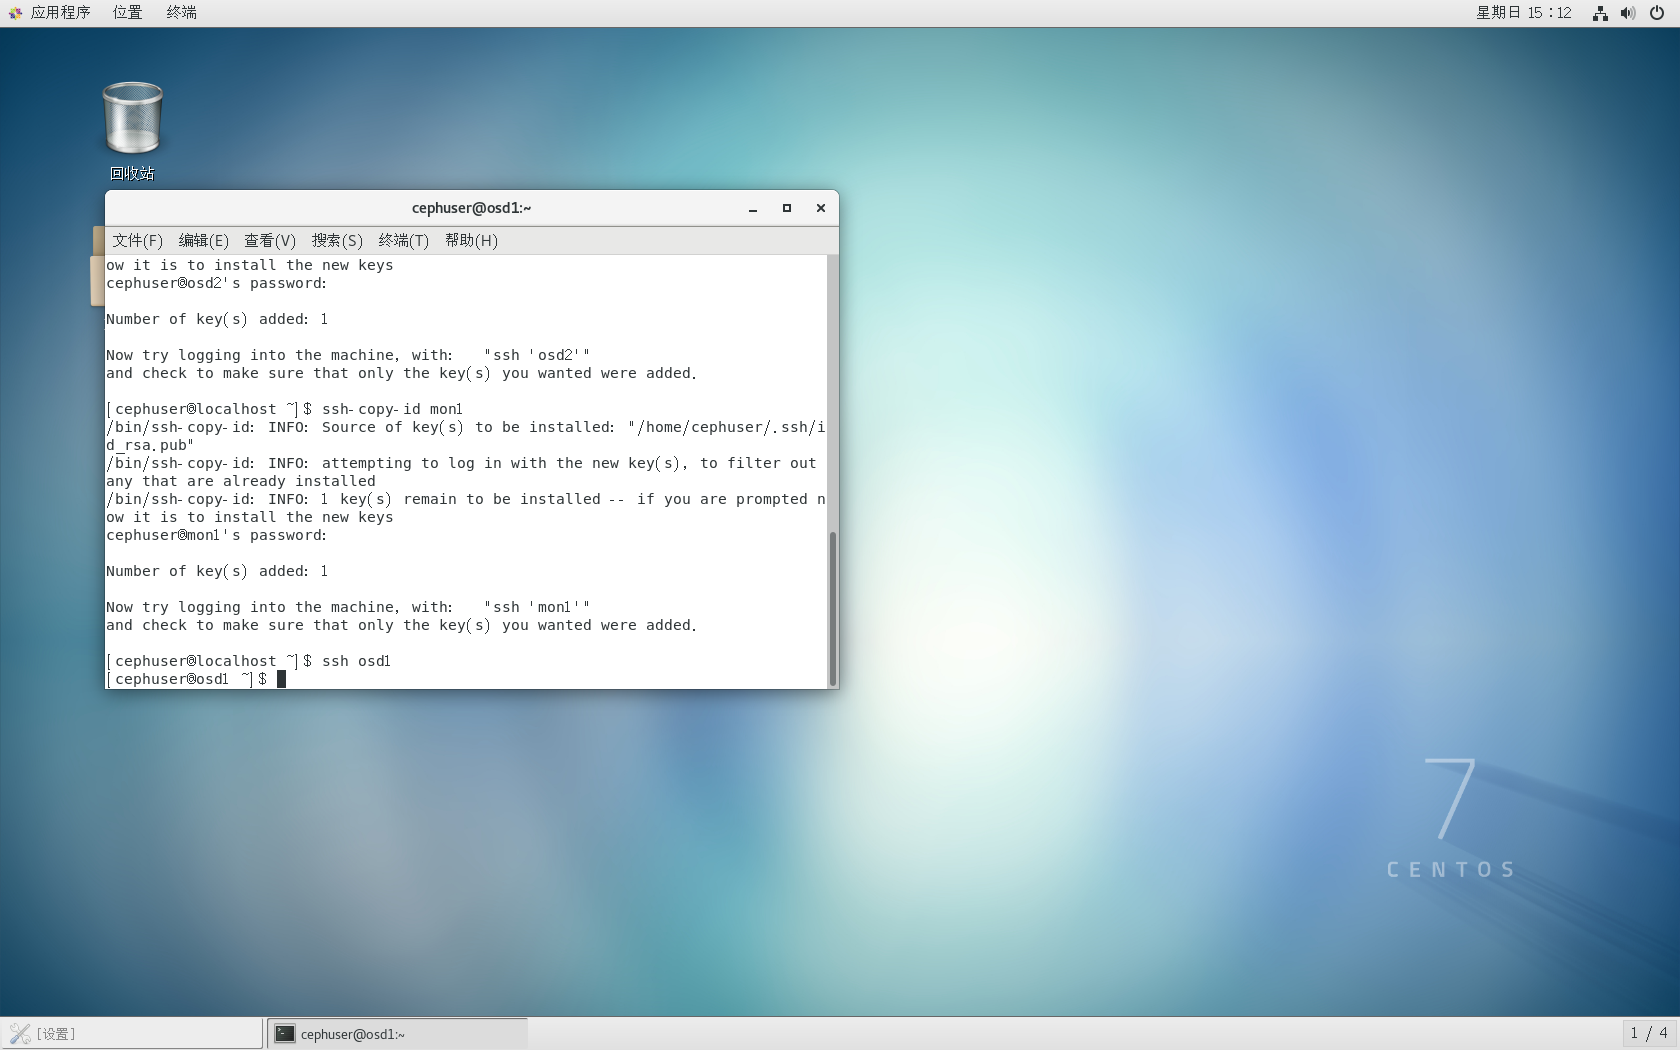 应用程序 位置 终端 星期日 15：12
回收站
cephuser@osd1:~
文件(F) 编辑(E) 查看(V) 搜索(S) 终端(T) 帮助(H)
ow it is to install the new keys
cephuser@osd2's password:
Number of key(s) added: 1
Now try logging into the machine, with:   "ssh 'osd2'"
and check to make sure that only the key(s) you wanted were added.
[cephuser@localhost ~]$ ssh-copy-id mon1
/bin/ssh-copy-id: INFO: Source of key(s) to be installed: "/home/cephuser/.ssh/i
d_rsa.pub"
/bin/ssh-copy-id: INFO: attempting to log in with the new key(s), to filter out
any that are already installed
/bin/ssh-copy-id: INFO: 1 key(s) remain to be installed -- if you are prompted n
ow it is to install the new keys
cephuser@mon1's password:
Number of key(s) added: 1
Now try logging into the machine, with:   "ssh 'mon1'"
and check to make sure that only the key(s) you wanted were added.
[cephuser@localhost ~]$ ssh osd1
[cephuser@osd1 ~]$
7
CENTOS
[设置] cephuser@osd1:~ 1 / 4